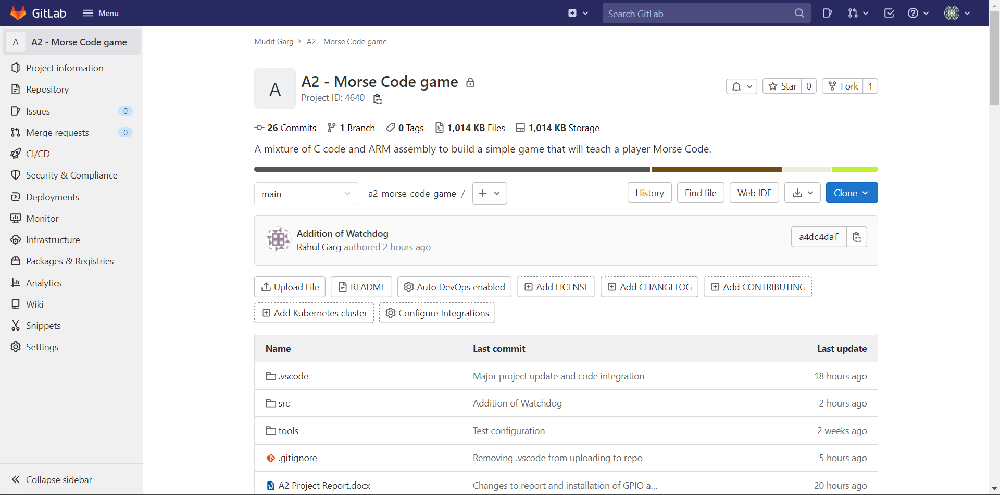 GitLab Menu Search GitLab
A A2 - Morse Code game
Project information
Repository
Issues 0
Merge requests 0
CI/CD
Security & Compliance
Deployments
Monitor
Infrastructure
Packages & Registries
Analytics
Wiki
Snippets
Settings
Collapse sidebar
Mudit Garg > A2 - Morse Code game
A
A2 - Morse Code game
Project ID: 4640
Star 0 Fork 1
26 Commits 1 Branch 0 Tags 1,014 KB Files 1,014 KB Storage
A mixture of C code and ARM assembly to build a simple game that will teach a player Morse Code.
main a2-morse-code-game / + History Find file Web IDE Clone
Addition of Watchdog
Rahul Garg authored 2 hours ago
a4dc4daf
Upload File README Auto DevOps enabled Add LICENSE Add CHANGELOG Add CONTRIBUTING
Add Kubernetes cluster Configure Integrations
Name Last commit Last update
.vscode Major project update and code integration 18 hours ago
src Addition of Watchdog 2 hours ago
tools Test configuration 2 weeks ago
.gitignore Removing .vscode from uploading to repo 5 hours ago
A2 Project Report.docx Changes to report and installation of GPIO a... 20 hours ago